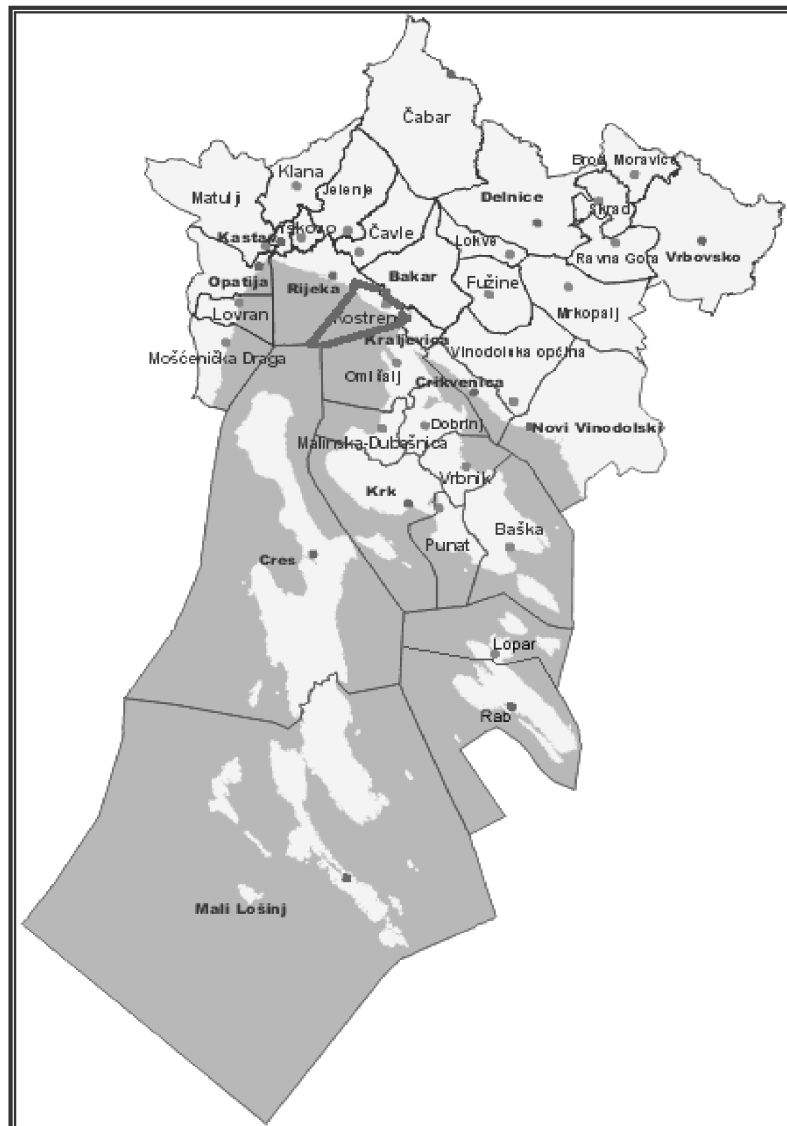 Čabar
Brod Moravice
Klana
Jelenje
Matulj
Delnice
Skrad
Kastav
Čavle
Lokve
Ravna Gora
Vrbovsko
Opatija
Rijeka
Bakar
Fužine
Mrkopalj
Lovran
Kostren
Kraljevica
Vinodolska općina
Mošćenička Draga
Omišalj
Crikvenica
Dobrinj
Novi Vinodolski
Malinska-Dubašnica
Vrbnik
Krk
Baška
Punat
Cres
Lopar
Rab
Mali Lošinj